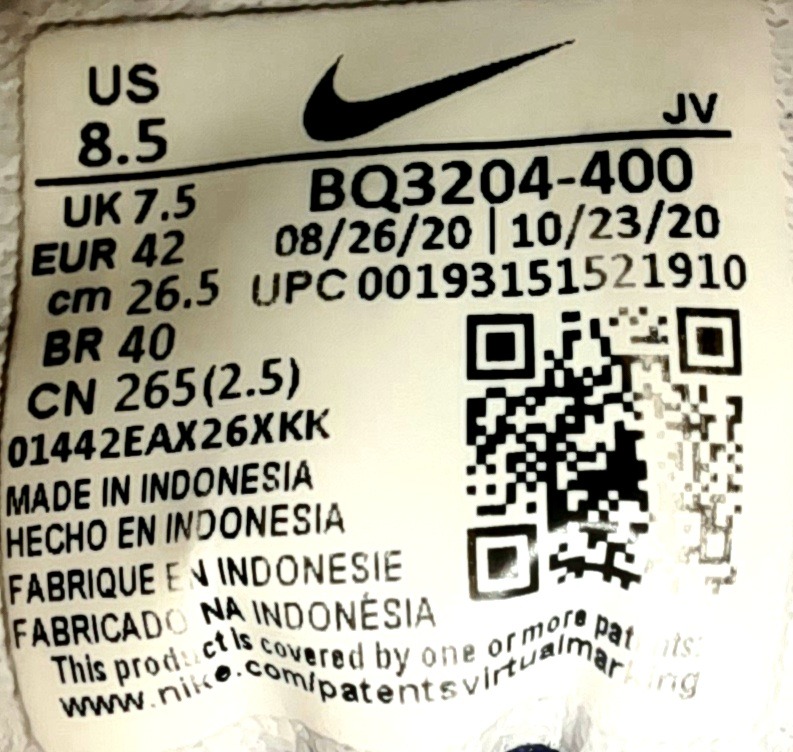 US
8.5
JV
UK 7.5
EUR 42
cm 26.5
BR 40
CN 265(2.5)
BQ3204-400
08/26/20 | 10/23/20
UPC 00193151521910
01442EAX26XKK
MADE IN INDONESIA
HECHO EN INDONESIA
FABRIQUE EN INDONESIE
FABRICADO NA INDONÉSIA
This product is covered by one or more patents:
www.nike.com/patentsvirtualmarking